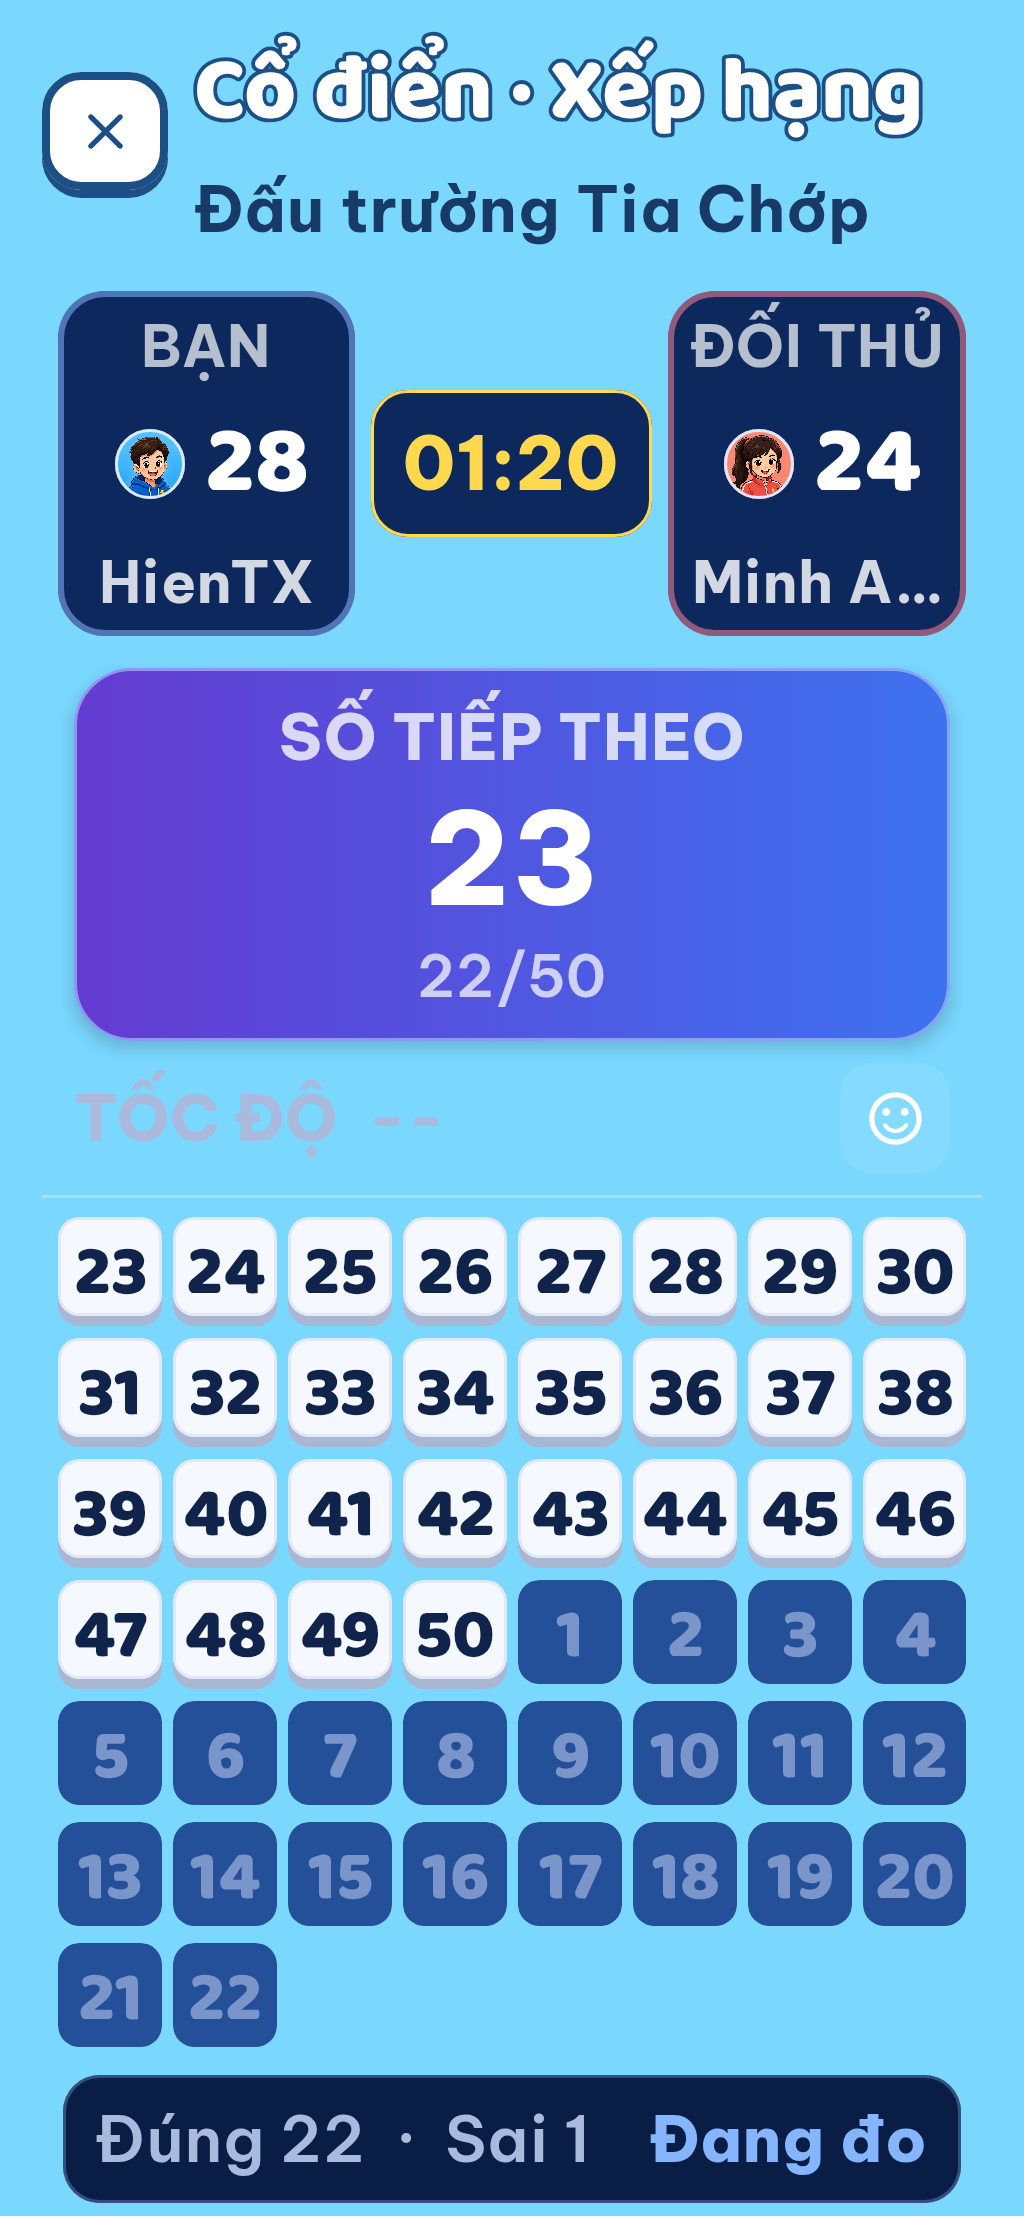 Cổ điển · Xếp hạng
Đấu trường Tia Chớp
BẠN
28
HienTX
01:20
ĐỐI THỦ
24
Minh A...
SỐ TIẾP THEO
23
22/50
TỐC ĐỘ --
23 24 25 26 27 28 29 30
31 32 33 34 35 36 37 38
39 40 41 42 43 44 45 46
47 48 49 50 1 2 3 4
5 6 7 8 9 10 11 12
13 14 15 16 17 18 19 20
21 22
Đúng 22 · Sai 1 Đang đo